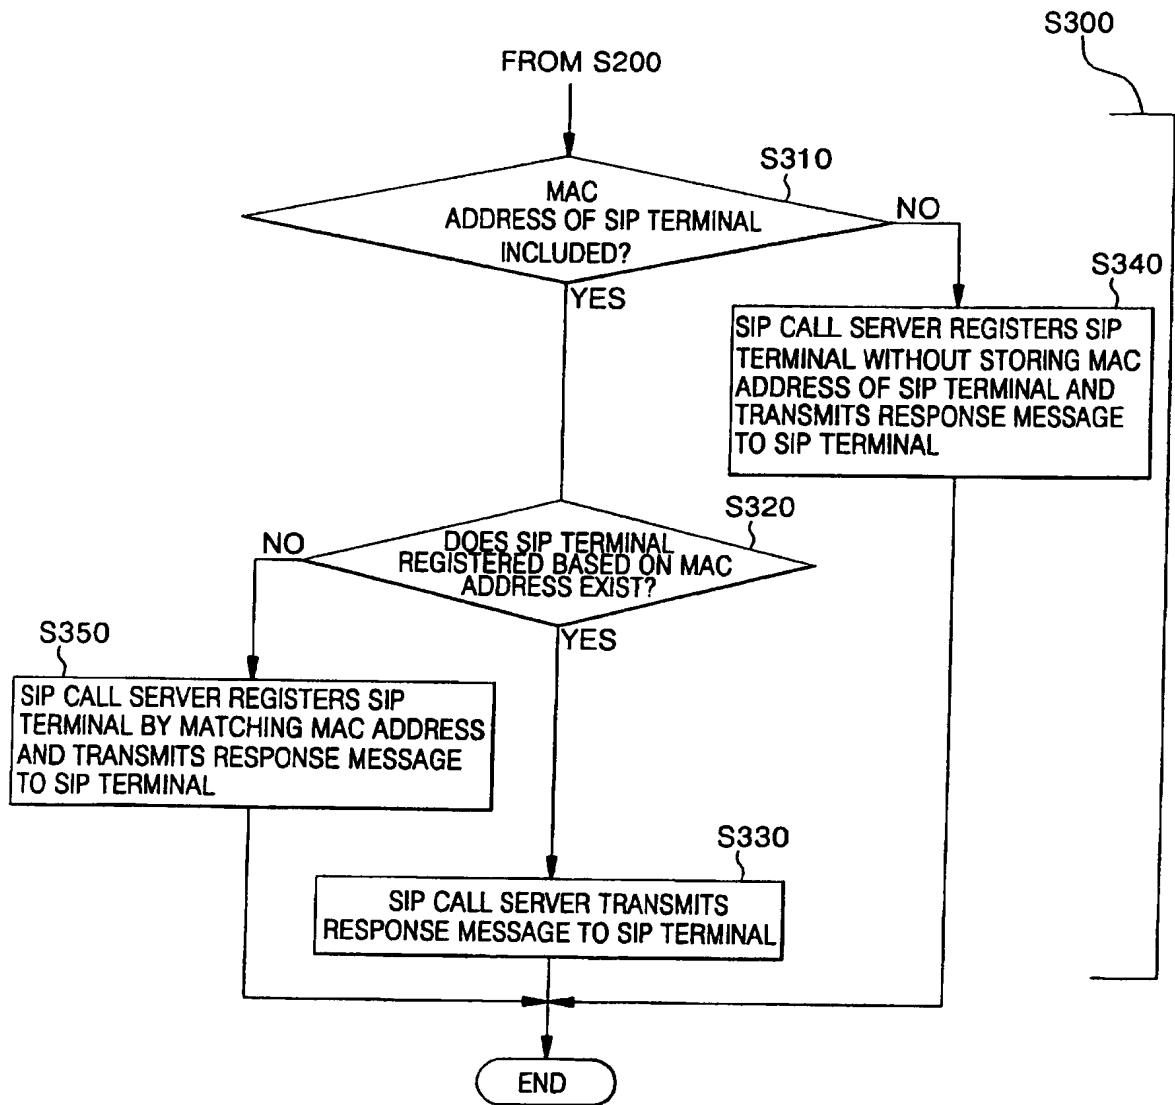 S300
FROM S200
S310
MAC
ADDRESS OF SIP TERMINAL
INCLUDED?
NO
YES
S340
SIP CALL SERVER REGISTERS SIP
TERMINAL WITHOUT STORING MAC
ADDRESS OF SIP TERMINAL AND
TRANSMITS RESPONSE MESSAGE
TO SIP TERMINAL
S320
DOES SIP TERMINAL
REGISTERED BASED ON MAC
ADDRESS EXIST?
NO
YES
S350
SIP CALL SERVER REGISTERS SIP
TERMINAL BY MATCHING MAC ADDRESS
AND TRANSMITS RESPONSE MESSAGE
TO SIP TERMINAL
S330
SIP CALL SERVER TRANSMITS
RESPONSE MESSAGE TO SIP TERMINAL
END